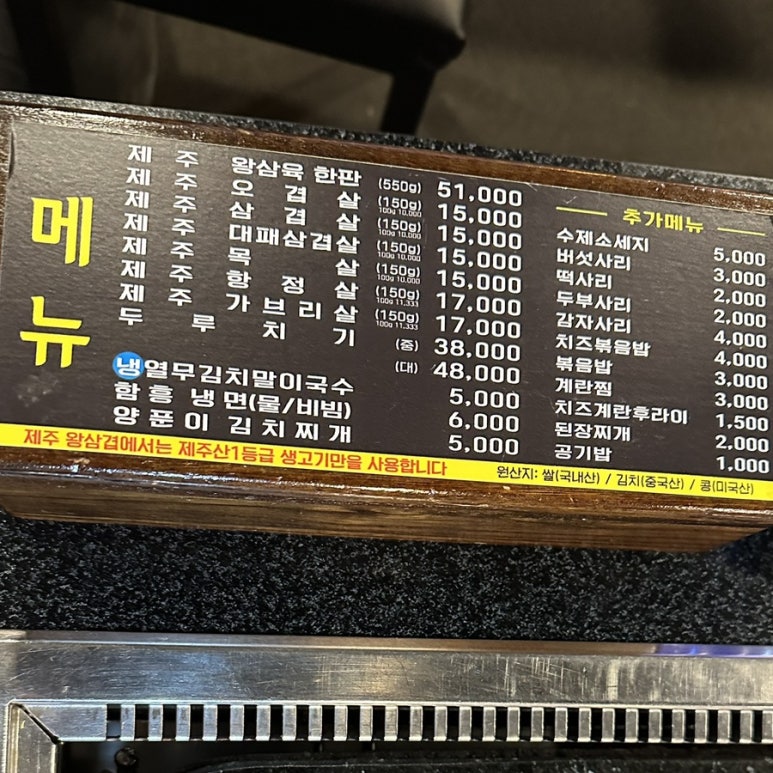 메뉴
제주 왕삼육 한판 (550g) 51,000
제주 오겹살 (150g) 100g 10,000 15,000
제주 삼겹살 (150g) 100g 10,000 15,000
제주 대패삼겹살 (150g) 100g 10,000 15,000
제주 목살 (150g) 100g 10,000 15,000
제주 항정살 (150g) 100g 11,333 17,000
제주 가브리살 (150g) 100g 11,333 17,000
두루치기 (중) 38,000
(대) 48,000
냉 열무김치말이국수 5,000
함흥 냉면(물/비빔) 6,000
양푼이 김치찌개 5,000
추가메뉴
수제소세지 5,000
버섯사리 3,000
떡사리 2,000
두부사리 2,000
감자사리 4,000
치즈볶음밥 4,000
볶음밥 3,000
계란찜 3,000
치즈계란후라이 1,500
된장찌개 2,000
공기밥 1,000
제주 왕삼겹에서는 제주산1등급 생고기만을 사용합니다
원산지: 쌀(국내산) / 김치(중국산) / 콩(미국산)